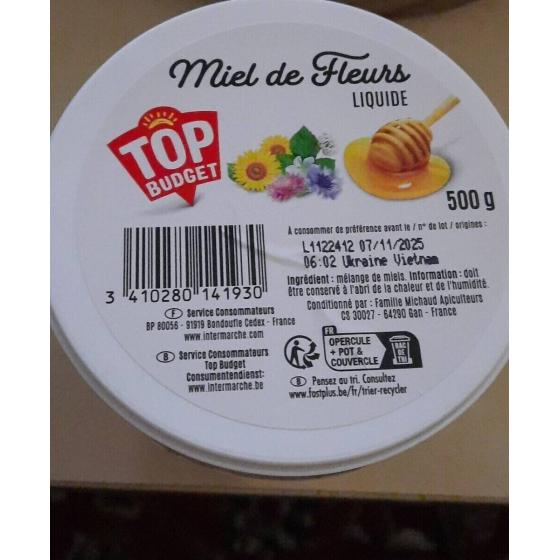 Miel de Fleurs
LIQUIDE
TOP
BUDGET
500 g
À consommer de préférence avant le / n° de lot / origines :
L1122412 07/11/2025
06:02 Ukraine Vietnam
Ingrédient : mélange de miels. Information : doit
être conservé à l'abri de la chaleur et de l'humidité.
Conditionné par : Famille Michaud Apiculteurs
CS 30027 - 64290 Gan - France
3 410280 141930
F Service Consommateurs
BP 80056 - 91919 Bondoufle Cedex - France
www.intermarche.com
B Service Consommateurs
Top Budget
Consumentendienst:
www.intermarche.be
FR
OPERCULE
+ POT &
COUVERCLE
BAC
DE TRI
B Pensez au tri. Consultez
www.fostplus.be/fr/trier-recycler